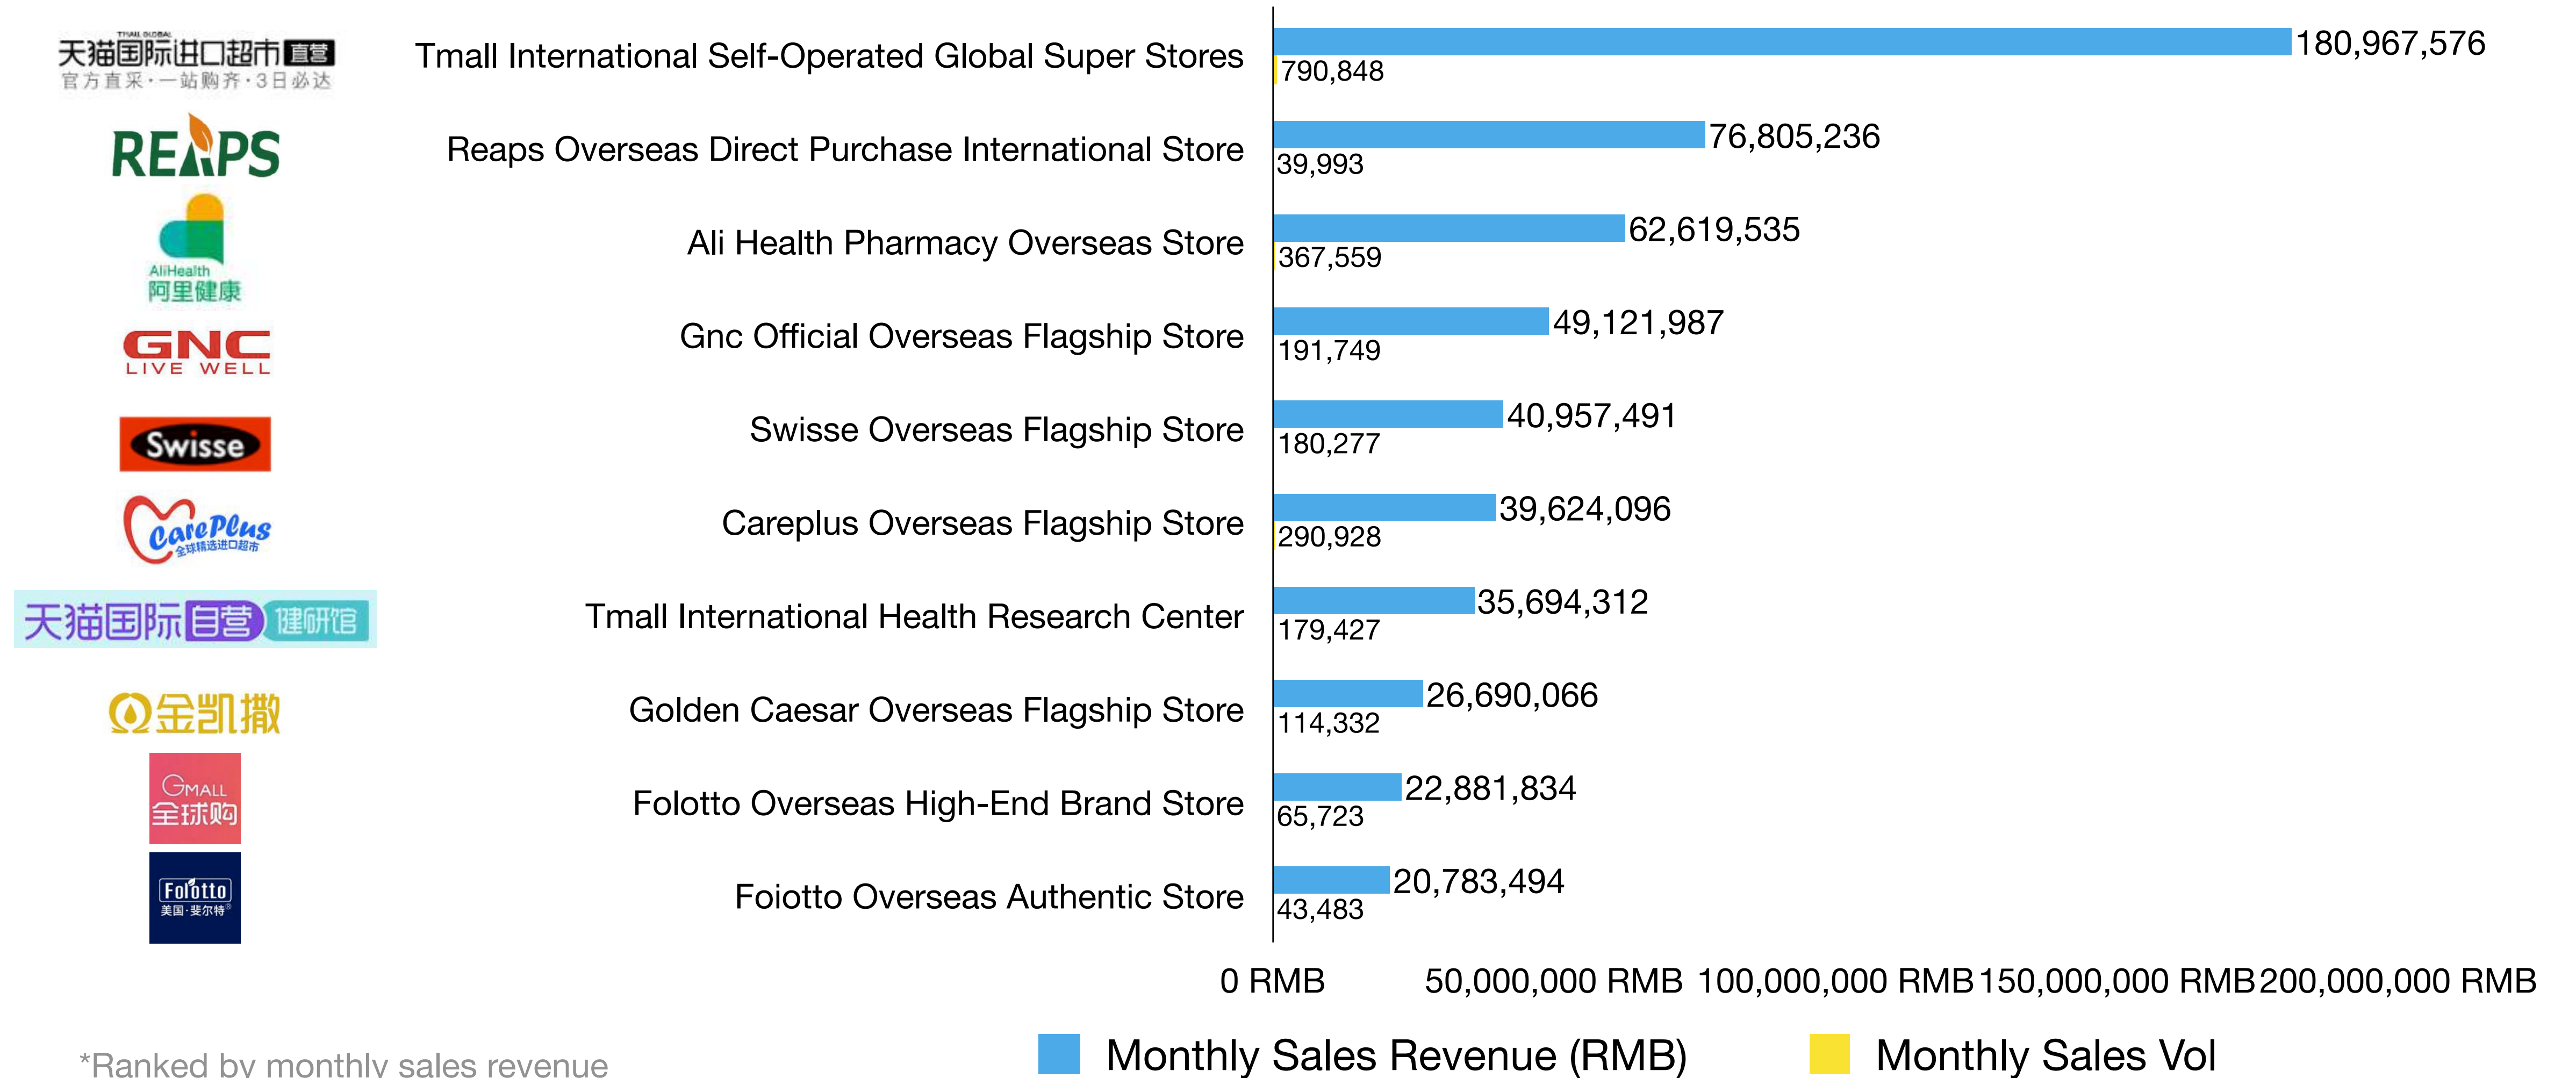 TMALL GLOBAL
天猫国际进口超市 直营
官方直采·一站购齐·3日必达
Tmall International Self-Operated Global Super Stores
180,967,576
790,848
REAPS
Reaps Overseas Direct Purchase International Store
76,805,236
39,993
AliHealth
阿里健康
Ali Health Pharmacy Overseas Store
62,619,535
367,559
GNC
LIVE WELL
Gnc Official Overseas Flagship Store
49,121,987
191,749
Swisse
Swisse Overseas Flagship Store
40,957,491
180,277
CarePlus
全球精选进口超市
Careplus Overseas Flagship Store
39,624,096
290,928
天猫国际自营 健研馆
Tmall International Health Research Center
35,694,312
179,427
金凯撒
Golden Caesar Overseas Flagship Store
26,690,066
114,332
GMALL
全球购
Folotto Overseas High-End Brand Store
22,881,834
65,723
Folotto
美国·斐尔特®
Foiotto Overseas Authentic Store
20,783,494
43,483
0 RMB 50,000,000 RMB 100,000,000 RMB 150,000,000 RMB 200,000,000 RMB
Monthly Sales Revenue (RMB) Monthly Sales Vol
*Ranked by monthly sales revenue